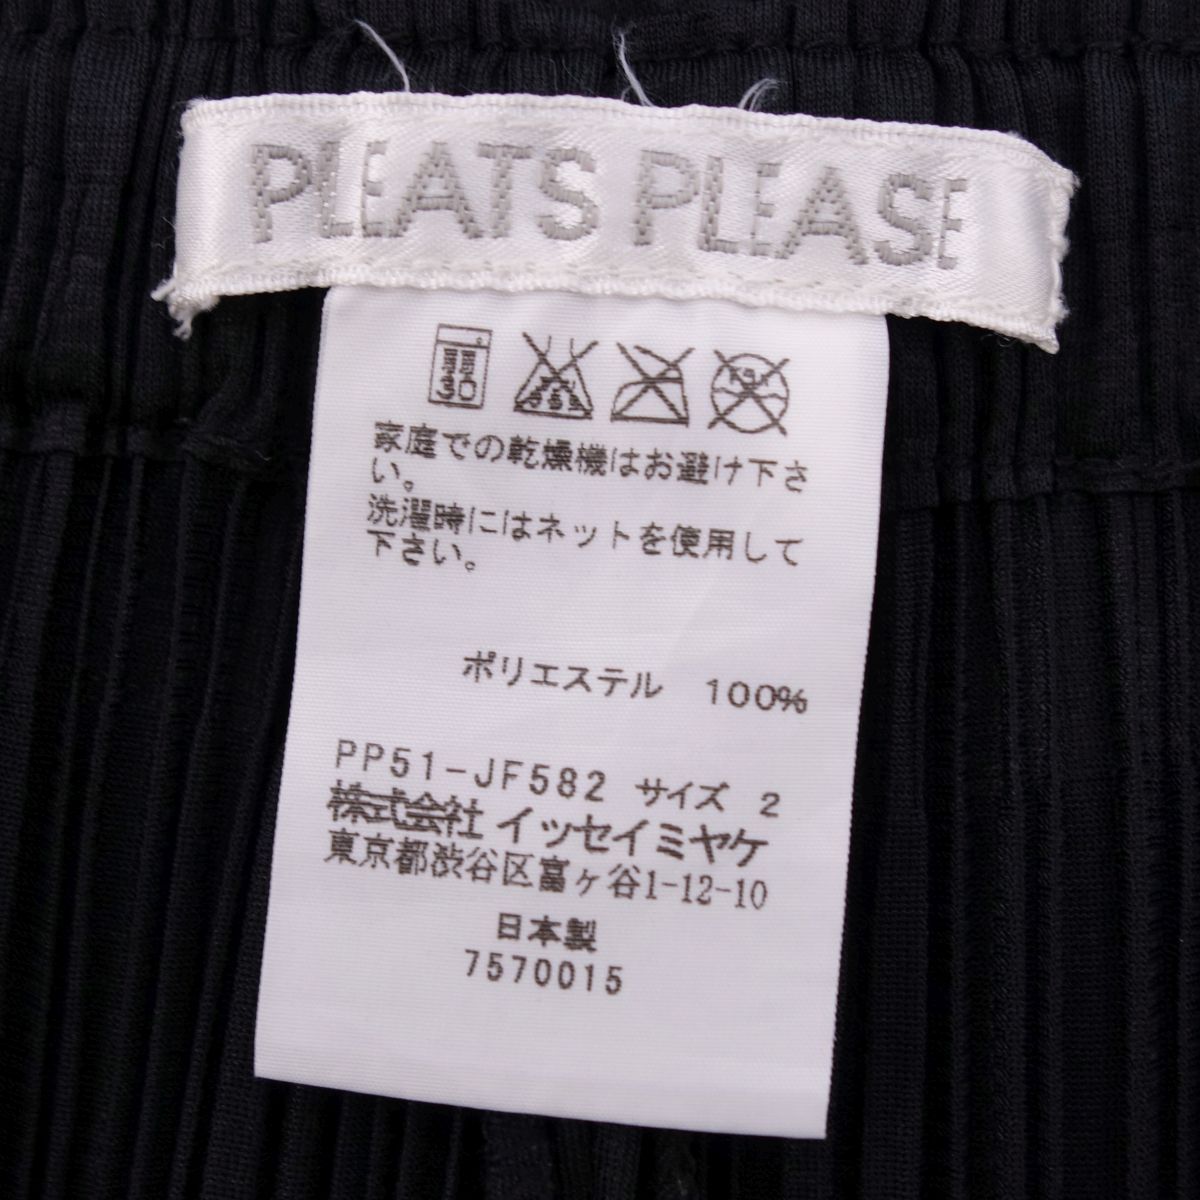 PLEATS PLEASE
30
家庭での乾燥機はお避け下さ
い。
洗濯時にはネットを使用して
下さい。
ポリエステル 100%
PP51-JF582 サイズ 2
株式会社 イッセイミヤケ
東京都渋谷区富ヶ谷1-12-10
日本製
7570015